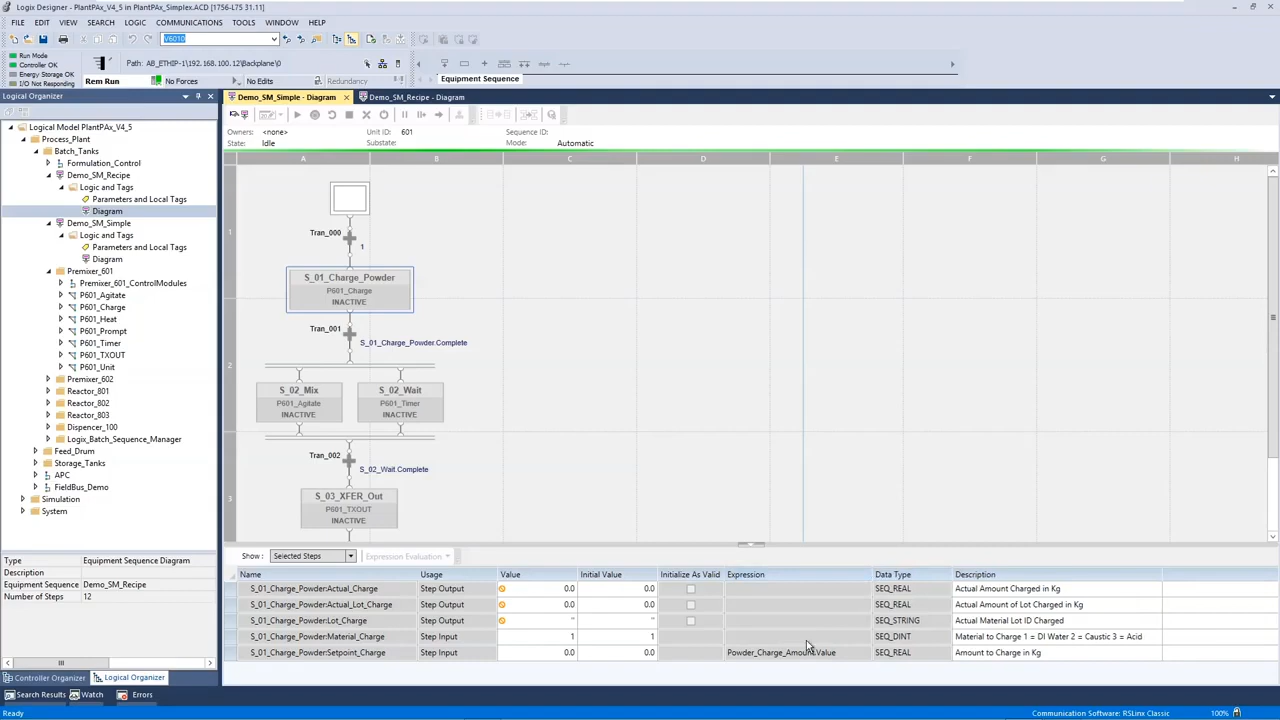 Logix Designer - PlantPAx_V4_5 in PlantPAx_Simplex.ACD [1756-L75 31.11]
FILE EDIT VIEW SEARCH LOGIC COMMUNICATIONS TOOLS WINDOW HELP
V6010
Run Mode
Controller OK
Energy Storage OK
I/O Not Responding
Path: AB_ETHIP-1\192.168.100.12\Backplane\0
Rem Run No Forces No Edits Redundancy
Equipment Sequence
Logical Organizer
Logical Model PlantPAx_V4_5
Process_Plant
Batch_Tanks
Formulation_Control
Demo_SM_Recipe
Logic and Tags
Parameters and Local Tags
Diagram
Demo_SM_Simple
Logic and Tags
Parameters and Local Tags
Diagram
Premixer_601
Premixer_601_ControlModules
P601_Agitate
P601_Charge
P601_Heat
P601_Prompt
P601_Timer
P601_TXOUT
P601_Unit
Premixer_602
Reactor_801
Reactor_802
Reactor_803
Dispencer_100
Logix_Batch_Sequence_Manager
Feed_Drum
Storage_Tanks
APC
FieldBus_Demo
Simulation
System
Type Equipment Sequence Diagram
Description
Equipment Sequence Demo_SM_Recipe
Number of Steps 12
Controller Organizer Logical Organizer
Demo_SM_Simple - Diagram Demo_SM_Recipe - Diagram
Owners: <none> Unit ID: 601 Sequence ID:
State: Idle Substate: Mode: Automatic
A B C D E F G H
1
Tran_000
1
S_01_Charge_Powder
P601_Charge
INACTIVE
Tran_001
S_01_Charge_Powder.Complete
2
S_02_Mix S_02_Wait
P601_Agitate P601_Timer
INACTIVE INACTIVE
Tran_002
S_02_Wait.Complete
3
S_03_XFER_Out
P601_TXOUT
INACTIVE
Show: Selected Steps Expression Evaluation
Name Usage Value Initial Value Initialize As Valid Expression Data Type Description
S_01_Charge_Powder:Actual_Charge Step Output 0.0 0.0 SEQ_REAL Actual Amount Charged in Kg
S_01_Charge_Powder:Actual_Lot_Charge Step Output 0.0 0.0 SEQ_REAL Actual Amount of Lot Charged in Kg
S_01_Charge_Powder:Lot_Charge Step Output '' '' SEQ_STRING Actual Material Lot ID Charged
S_01_Charge_Powder:Material_Charge Step Input 1 1 SEQ_DINT Material to Charge 1 = DI Water 2 = Caustic 3 = Acid
S_01_Charge_Powder:Setpoint_Charge Step Input 0.0 0.0 Powder_Charge_Amount.Value SEQ_REAL Amount to Charge in Kg
Search Results Watch Errors
Ready Communication Software: RSLinx Classic 100%